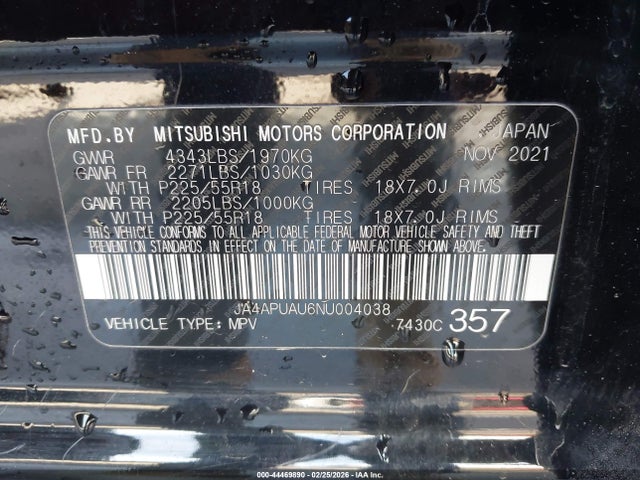 MFD.BY MITSUBISHI MOTORS CORPORATION JAPAN
GVWR 4343LBS/1970KG NOV 2021
GAWR FR 2271LBS/1030KG
WITH P225/55R18 TIRES 18X7.0J RIMS
GAWR RR 2205LBS/1000KG
WITH P225/55R18 TIRES 18X7.0J RIMS
THIS VEHICLE CONFORMS TO ALL APPLICABLE FEDERAL MOTOR VEHICLE SAFETY AND THEFT
PREVENTION STANDARDS IN EFFECT ON THE DATE OF MANUFACTURE SHOWN ABOVE.
JA4APUAU6NU004038
VEHICLE TYPE: MPV 7430C 357
000-44469890 - 02/25/2026 - IAA Inc.